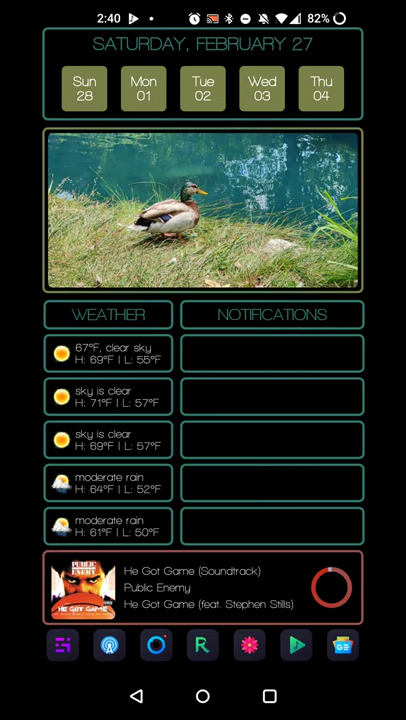 2:40
82%
SATURDAY, FEBRUARY 27
Sun Mon Tue Wed Thu
28 01 02 03 04
WEATHER NOTIFICATIONS
67°F, clear sky
H: 69°F | L: 55°F
sky is clear
H: 71°F | L: 57°F
sky is clear
H: 69°F | L: 57°F
moderate rain
H: 64°F | L: 52°F
moderate rain
H: 61°F | L: 50°F
PUBLIC
ENEMY
HE GOT GAME
He Got Game (Soundtrack)
Public Enemy
He Got Game (feat. Stephen Stills)
R